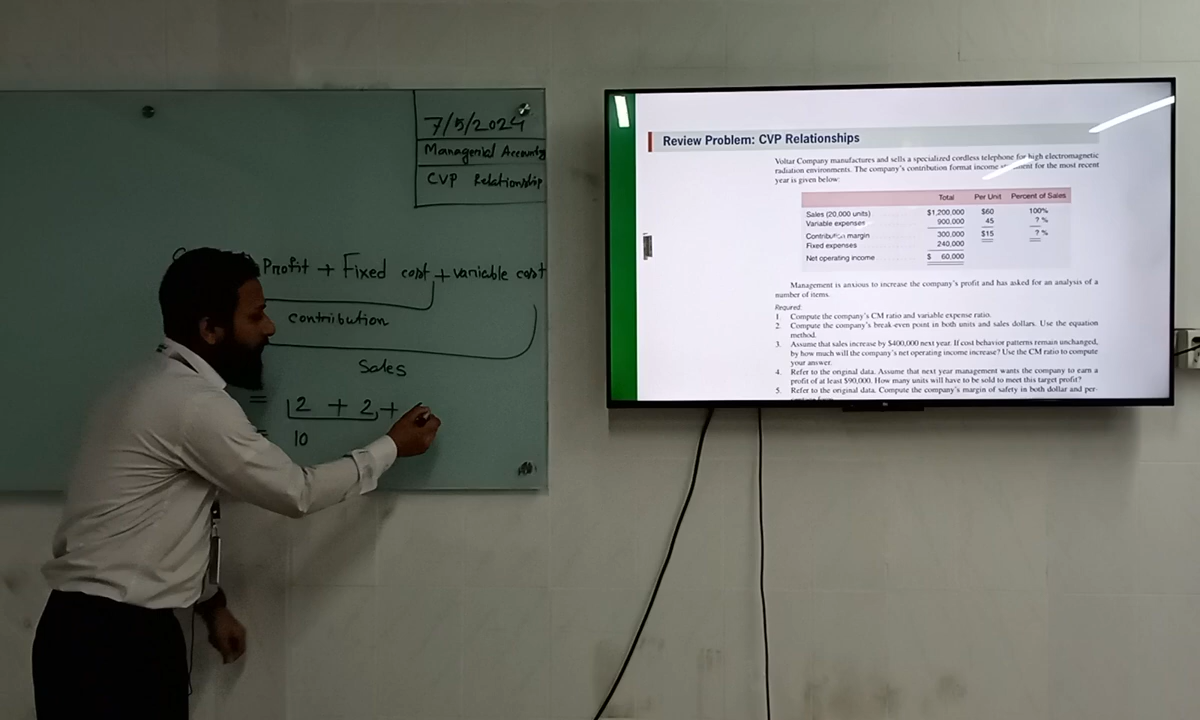 7/5/2024
Managerial Accounting
CVP Relationship
Profit + Fixed cost + variable cost
contribution
Sales
= 2 + 2 +
= 10
Review Problem: CVP Relationships
Voltar Company manufactures and sells a specialized cordless telephone for high electromagnetic
radiation environments. The company's contribution format income for the most recent
year is given below:
Total Per Unit Percent of Sales
Sales (20,000 units) $1,200,000 $60 100%
Variable expenses 900,000 45 ? %
Contribution margin 300,000 $15 ? %
Fixed expenses 240,000
Net operating income $ 60,000
Management is anxious to increase the company's profit and has asked for an analysis of a
number of items.
Required:
1. Compute the company's CM ratio and variable expense ratio.
2. Compute the company's break-even point in both units and sales dollars. Use the equation
method.
3. Assume that sales increase by $400,000 next year. If cost behavior patterns remain unchanged,
by how much will the company's net operating income increase? Use the CM ratio to compute
your answer.
4. Refer to the original data. Assume that next year management wants the company to earn a
profit of at least $90,000. How many units will have to be sold to meet this target profit?
5. Refer to the original data. Compute the company's margin of safety in both dollar and per-